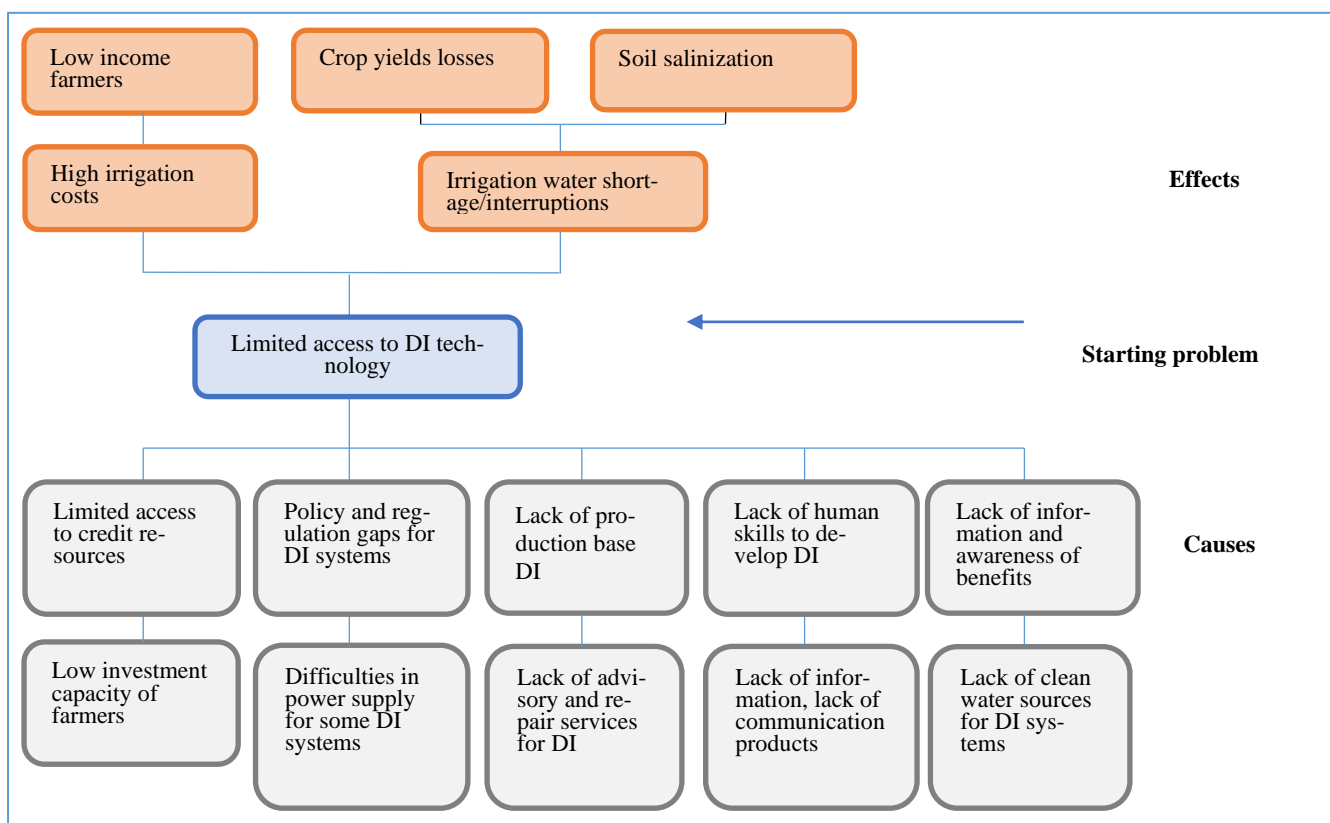 Low income
farmers
Crop yields losses
Soil salinization
High irrigation
costs
Irrigation water short-
age/interruptions
Effects
Limited access to DI tech-
nology
Starting problem
Limited access
to credit re-
sources
Policy and reg-
ulation gaps for
DI systems
Lack of pro-
duction base
DI
Lack of human
skills to de-
velop DI
Lack of infor-
mation and
awareness of
benefits
Causes
Low investment
capacity of
farmers
Difficulties in
power supply
for some DI
systems
Lack of advi-
sory and re-
pair services
for DI
Lack of infor-
mation, lack of
communication
products
Lack of clean
water sources
for DI sys-
tems